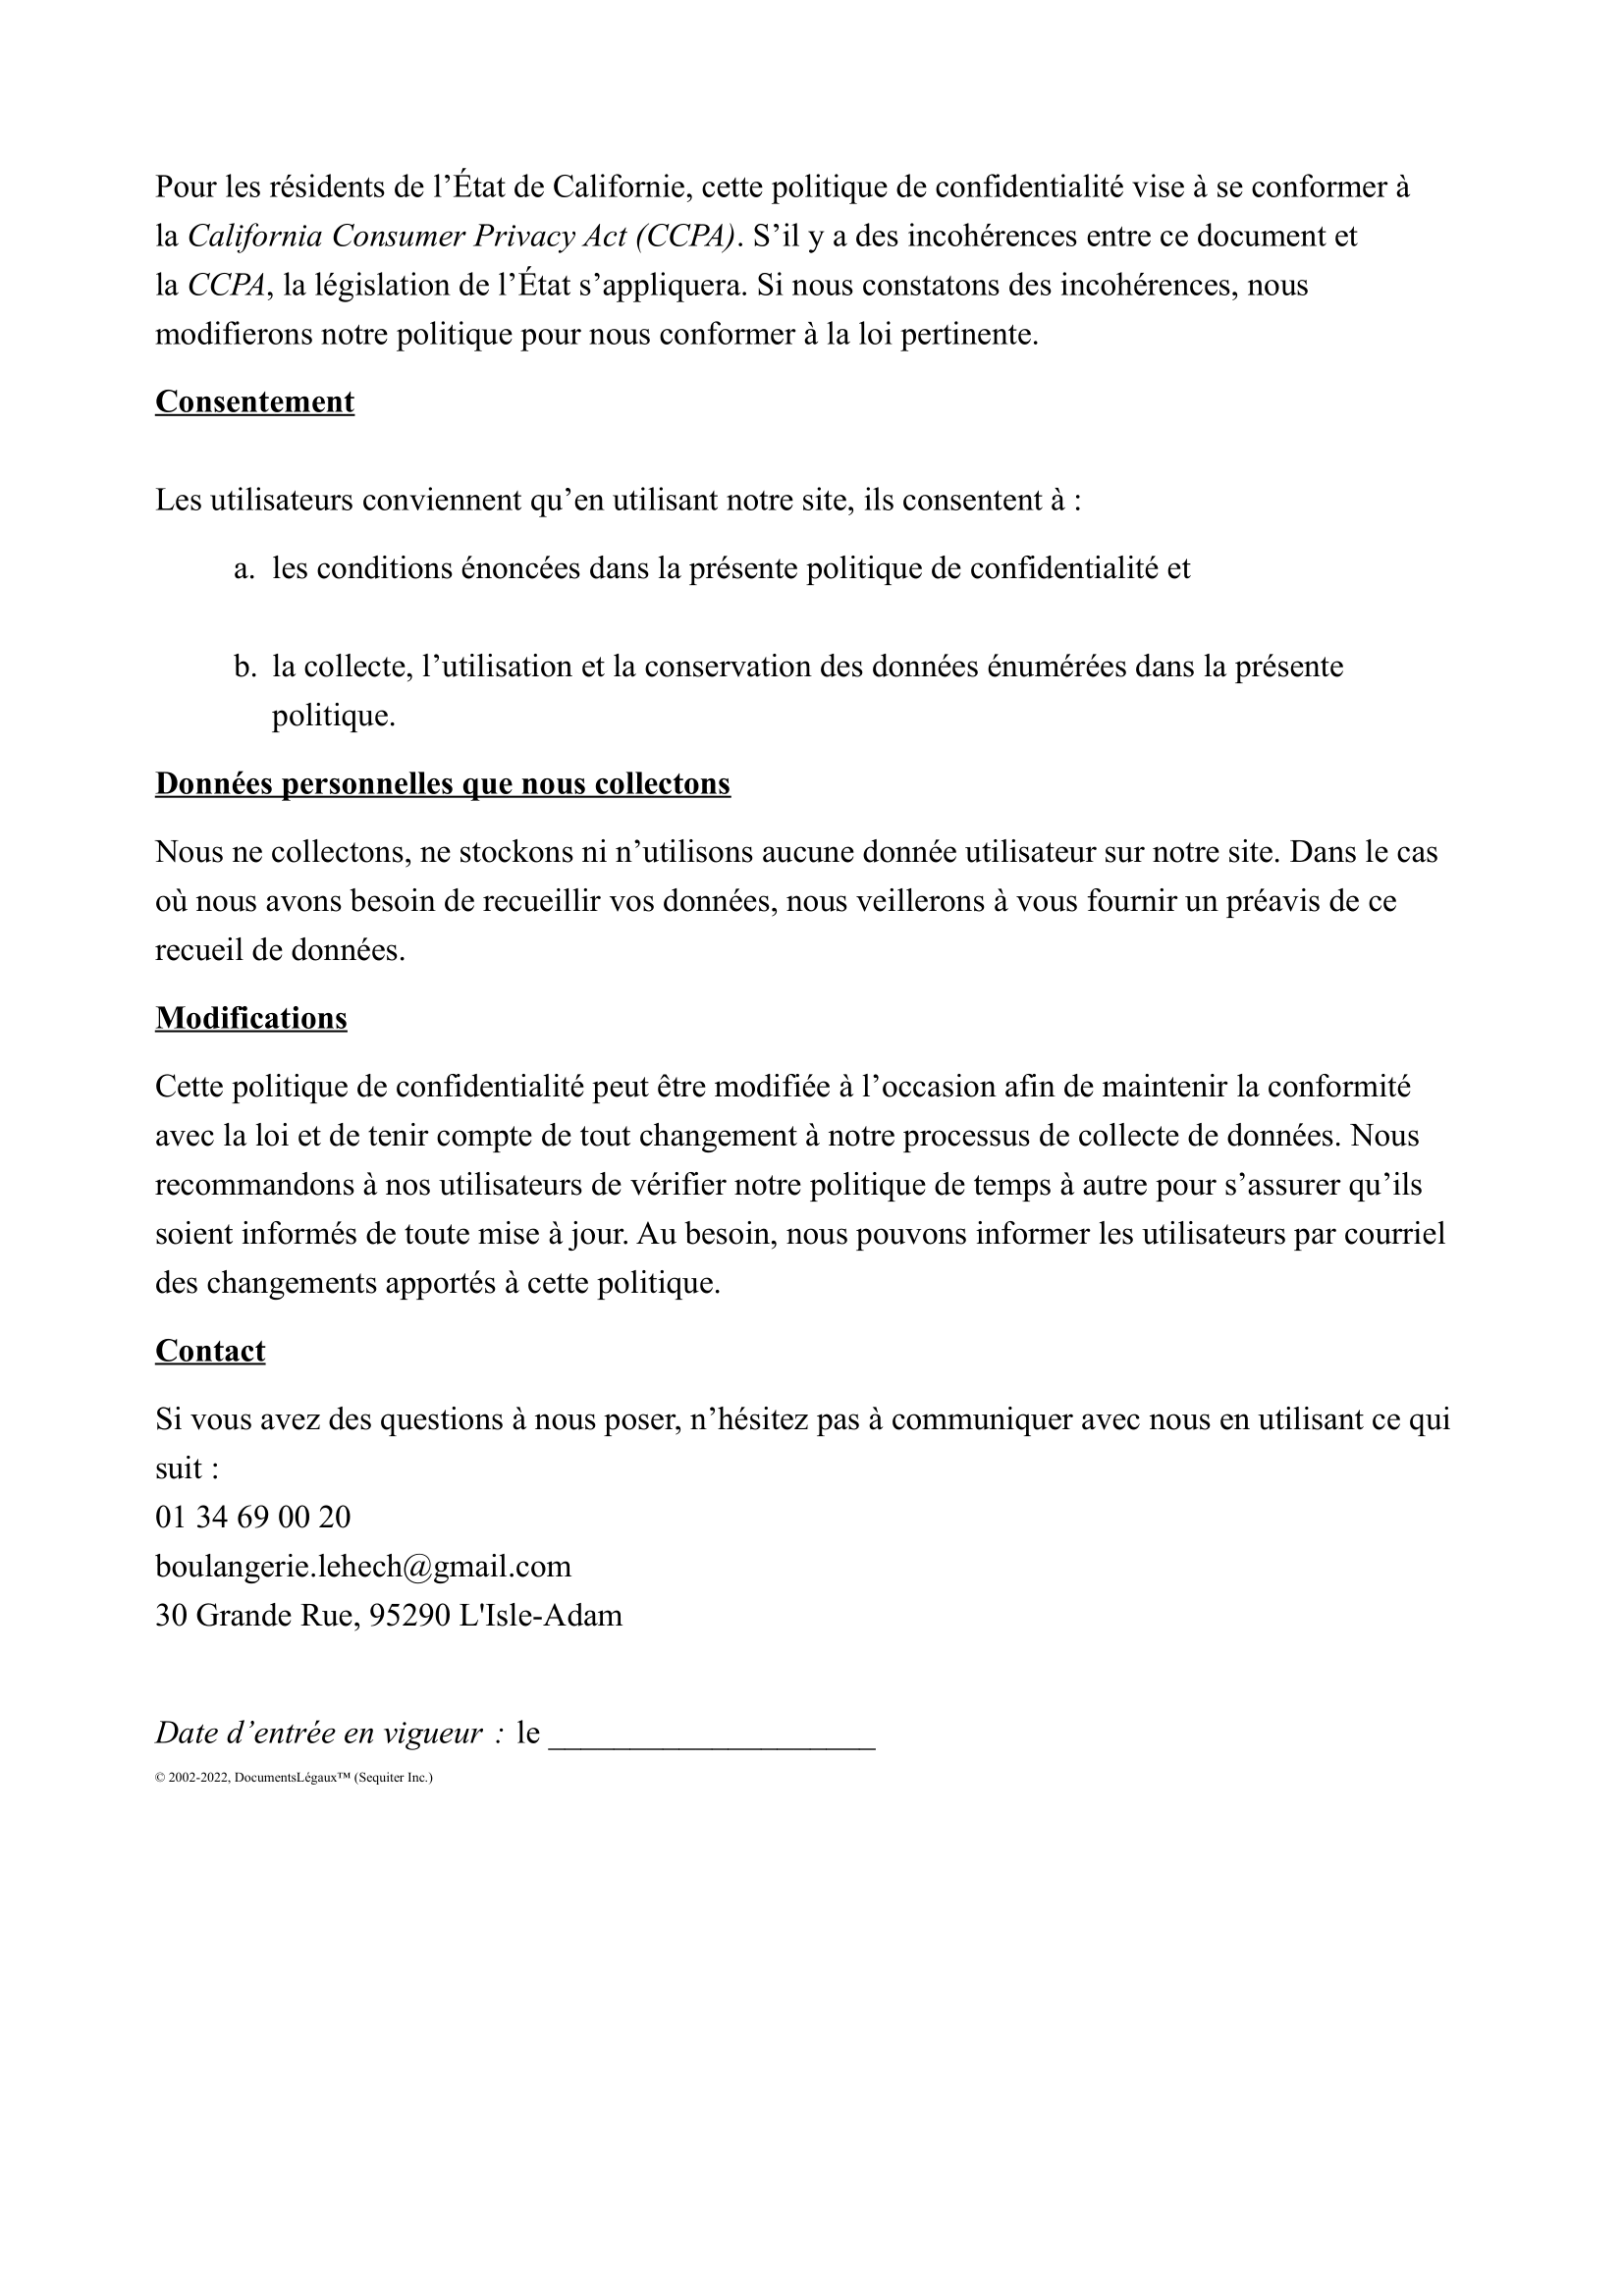 Pour les résidents de l’État de Californie, cette politique de confidentialité vise à se conformer à
la California Consumer Privacy Act (CCPA). S’il y a des incohérences entre ce document et
la CCPA, la législation de l’État s’appliquera. Si nous constatons des incohérences, nous
modifierons notre politique pour nous conformer à la loi pertinente.
Consentement
Les utilisateurs conviennent qu’en utilisant notre site, ils consentent à :
a. les conditions énoncées dans la présente politique de confidentialité et
b. la collecte, l’utilisation et la conservation des données énumérées dans la présente
politique.
Données personnelles que nous collectons
Nous ne collectons, ne stockons ni n’utilisons aucune donnée utilisateur sur notre site. Dans le cas
où nous avons besoin de recueillir vos données, nous veillerons à vous fournir un préavis de ce
recueil de données.
Modifications
Cette politique de confidentialité peut être modifiée à l’occasion afin de maintenir la conformité
avec la loi et de tenir compte de tout changement à notre processus de collecte de données. Nous
recommandons à nos utilisateurs de vérifier notre politique de temps à autre pour s’assurer qu’ils
soient informés de toute mise à jour. Au besoin, nous pouvons informer les utilisateurs par courriel
des changements apportés à cette politique.
Contact
Si vous avez des questions à nous poser, n’hésitez pas à communiquer avec nous en utilisant ce qui
suit :
01 34 69 00 20
boulangerie.lehech@gmail.com
30 Grande Rue, 95290 L'Isle-Adam
Date d’entrée en vigueur : le ____________________
© 2002-2022, DocumentsLégaux™ (Sequiter Inc.)